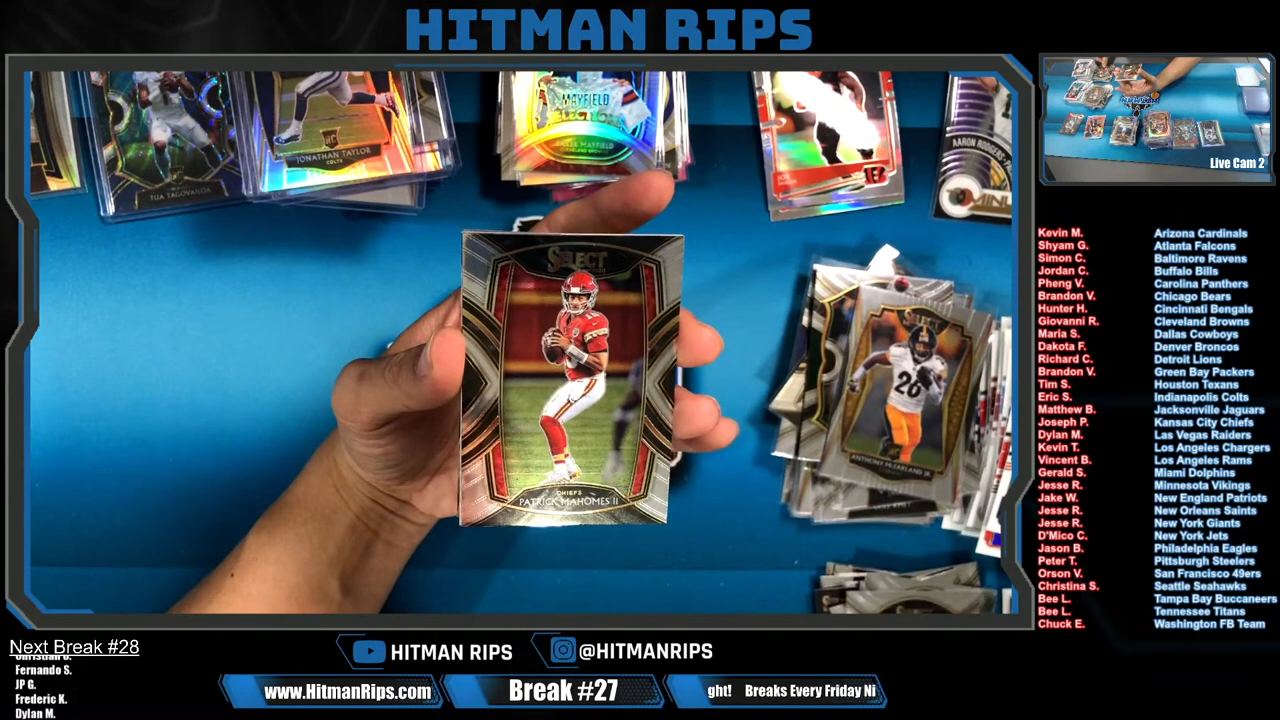 HITMAN RIPS
TUA TAGOVAILOA
RC
JONATHAN TAYLOR
COLTS
MAYFIELD
SELECT
BAKER MAYFIELD
AARON RODGERS
Live Cam 2
SELECT
CHIEFS
PATRICK MAHOMES II
SELECT
26
ANTHONY McFARLAND JR.
Kevin M. Arizona Cardinals
Shyam G. Atlanta Falcons
Simon C. Baltimore Ravens
Jordan C. Buffalo Bills
Pheng V. Carolina Panthers
Brandon V. Chicago Bears
Hunter H. Cincinnati Bengals
Giovanni R. Cleveland Browns
Maria S. Dallas Cowboys
Dakota F. Denver Broncos
Richard C. Detroit Lions
Brandon V. Green Bay Packers
Tim S. Houston Texans
Eric S. Indianapolis Colts
Matthew B. Jacksonville Jaguars
Joseph P. Kansas City Chiefs
Dylan M. Las Vegas Raiders
Kevin T. Los Angeles Chargers
Vincent B. Los Angeles Rams
Gerald S. Miami Dolphins
Jesse R. Minnesota Vikings
Jake W. New England Patriots
Jesse R. New Orleans Saints
Jesse R. New York Giants
D'Mico C. New York Jets
Jason B. Philadelphia Eagles
Peter T. Pittsburgh Steelers
Orson V. San Francisco 49ers
Christina S. Seattle Seahawks
Bee L. Tampa Bay Buccaneers
Bee L. Tennessee Titans
Chuck E. Washington FB Team
Next Break #28
Fernando S.
JP G.
Frederic K.
Dylan M.
HITMAN RIPS
@HITMANRIPS
www.HitmanRips.com
Break #27
ght! Breaks Every Friday Ni